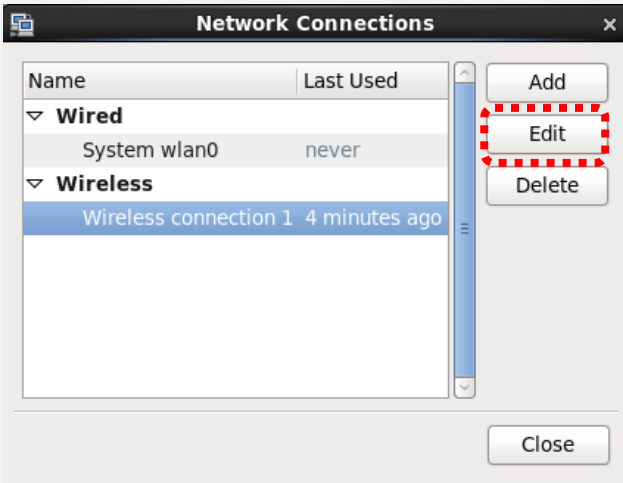 Network Connections
Name Last Used Add
Wired Edit
System wlan0 never
Wireless Delete
Wireless connection 1 4 minutes ago
Close